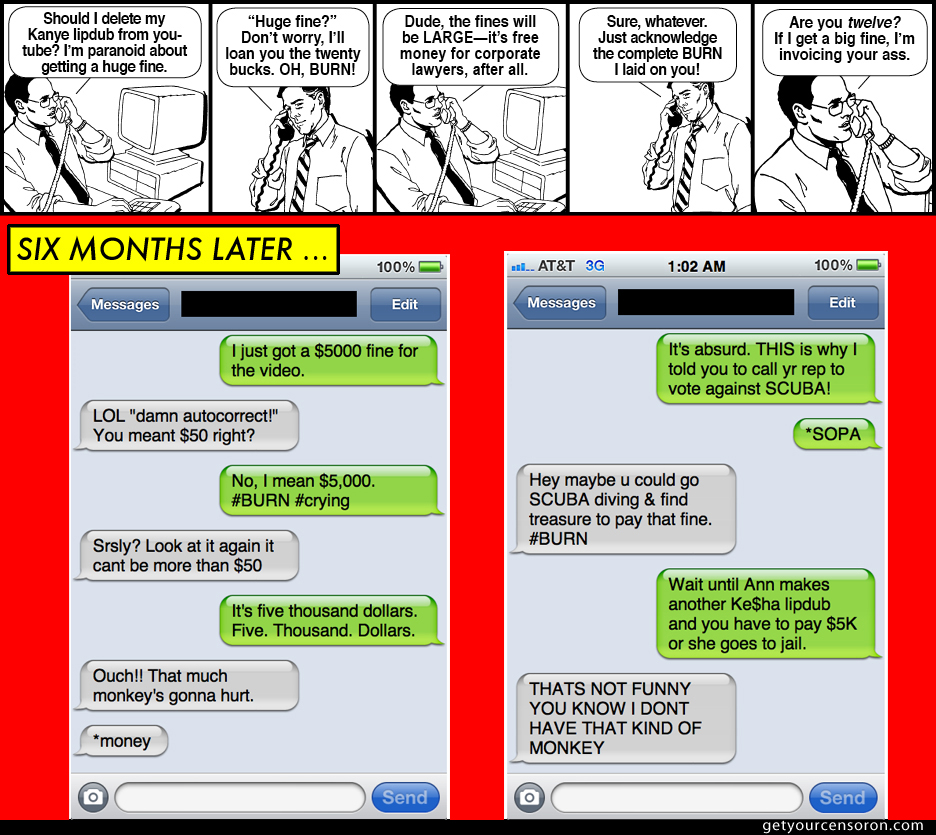 Should I delete my
Kanye lipdub from you-
tube? I'm paranoid about
getting a huge fine.
“Huge fine?”
Don't worry, I'll
loan you the twenty
bucks. OH, BURN!
Dude, the fines will
be LARGE—it's free
money for corporate
lawyers, after all.
Sure, whatever.
Just acknowledge
the complete BURN
I laid on you!
Are you twelve?
If I get a big fine, I'm
invoicing your ass.
SIX MONTHS LATER ...
100%
Messages
Edit
I just got a $5000 fine for
the video.
LOL "damn autocorrect!"
You meant $50 right?
No, I mean $5,000.
#BURN #crying
Srsly? Look at it again it
cant be more than $50
It's five thousand dollars.
Five. Thousand. Dollars.
Ouch!! That much
monkey's gonna hurt.
*money
Send
AT&T 3G 1:02 AM 100%
Messages
Edit
It's absurd. THIS is why I
told you to call yr rep to
vote against SCUBA!
*SOPA
Hey maybe u could go
SCUBA diving & find
treasure to pay that fine.
#BURN
Wait until Ann makes
another Ke$ha lipdub
and you have to pay $5K
or she goes to jail.
THATS NOT FUNNY
YOU KNOW I DONT
HAVE THAT KIND OF
MONKEY
Send
getyourcensoron.com